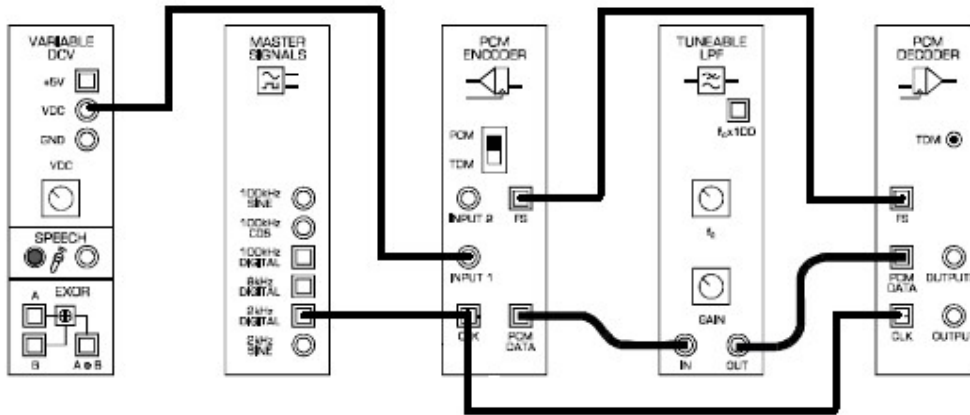 VARIABLE
DCV
+5V
VDC
GND
VDC
SPEECH
A
EXOR
B
A⊕B
MASTER
SIGNALS
100kHz
SINE
100kHz
COS
100kHz
DIGITAL
8kHz
DIGITAL
2kHz
DIGITAL
2kHz
SINE
PCM
ENCODER
PCM
TDM
INPUT 2
FS
INPUT 1
CLK
PCM
DATA
TUNEABLE
LPF
fc x100
fc
GAIN
IN
OUT
PCM
DECODER
TDM
FS
PCM
DATA
OUTPUT
CLK
OUTPUT